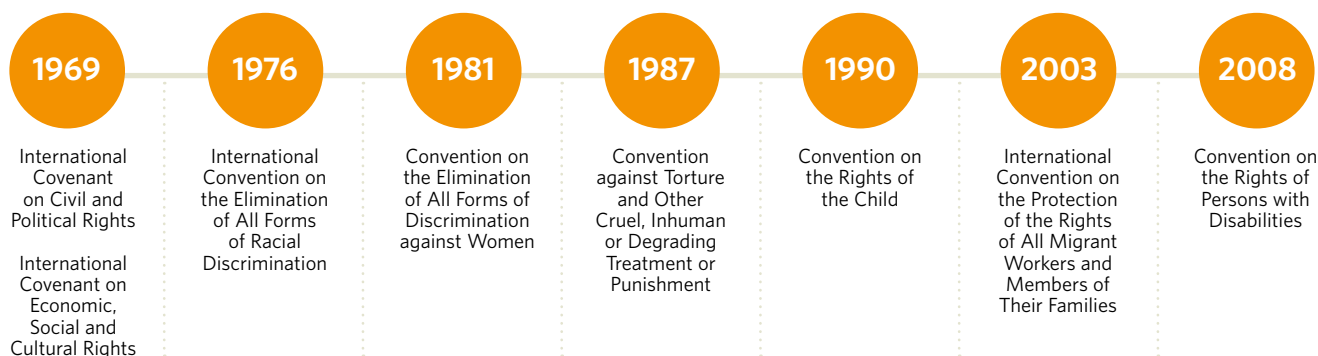 1969
International
Covenant
on Civil and
Political Rights
International
Covenant on
Economic,
Social and
Cultural Rights
1976
International
Convention on
the Elimination
of All Forms
of Racial
Discrimination
1981
Convention on
the Elimination
of All Forms of
Discrimination
against Women
1987
Convention
against Torture
and Other
Cruel, Inhuman
or Degrading
Treatment or
Punishment
1990
Convention on
the Rights of
the Child
2003
International
Convention on
the Protection
of the Rights
of All Migrant
Workers and
Members of
Their Families
2008
Convention on
the Rights of
Persons with
Disabilities